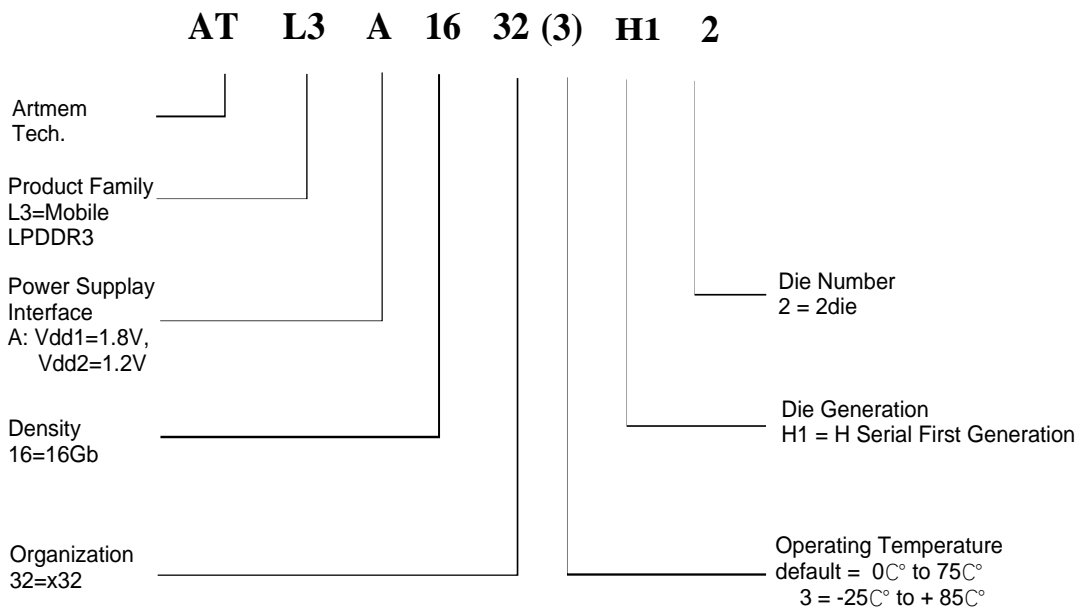 AT L3 A 16 32 (3) H1 2
Artmem
Tech.
Product Family
L3=Mobile
LPDDR3
Power Supplay
Interface
A: Vdd1=1.8V,
Vdd2=1.2V
Density
16=16Gb
Organization
32=x32
Die Number
2 = 2die
Die Generation
H1 = H Serial First Generation
Operating Temperature
default = 0C° to 75C°
3 = -25C° to + 85C°